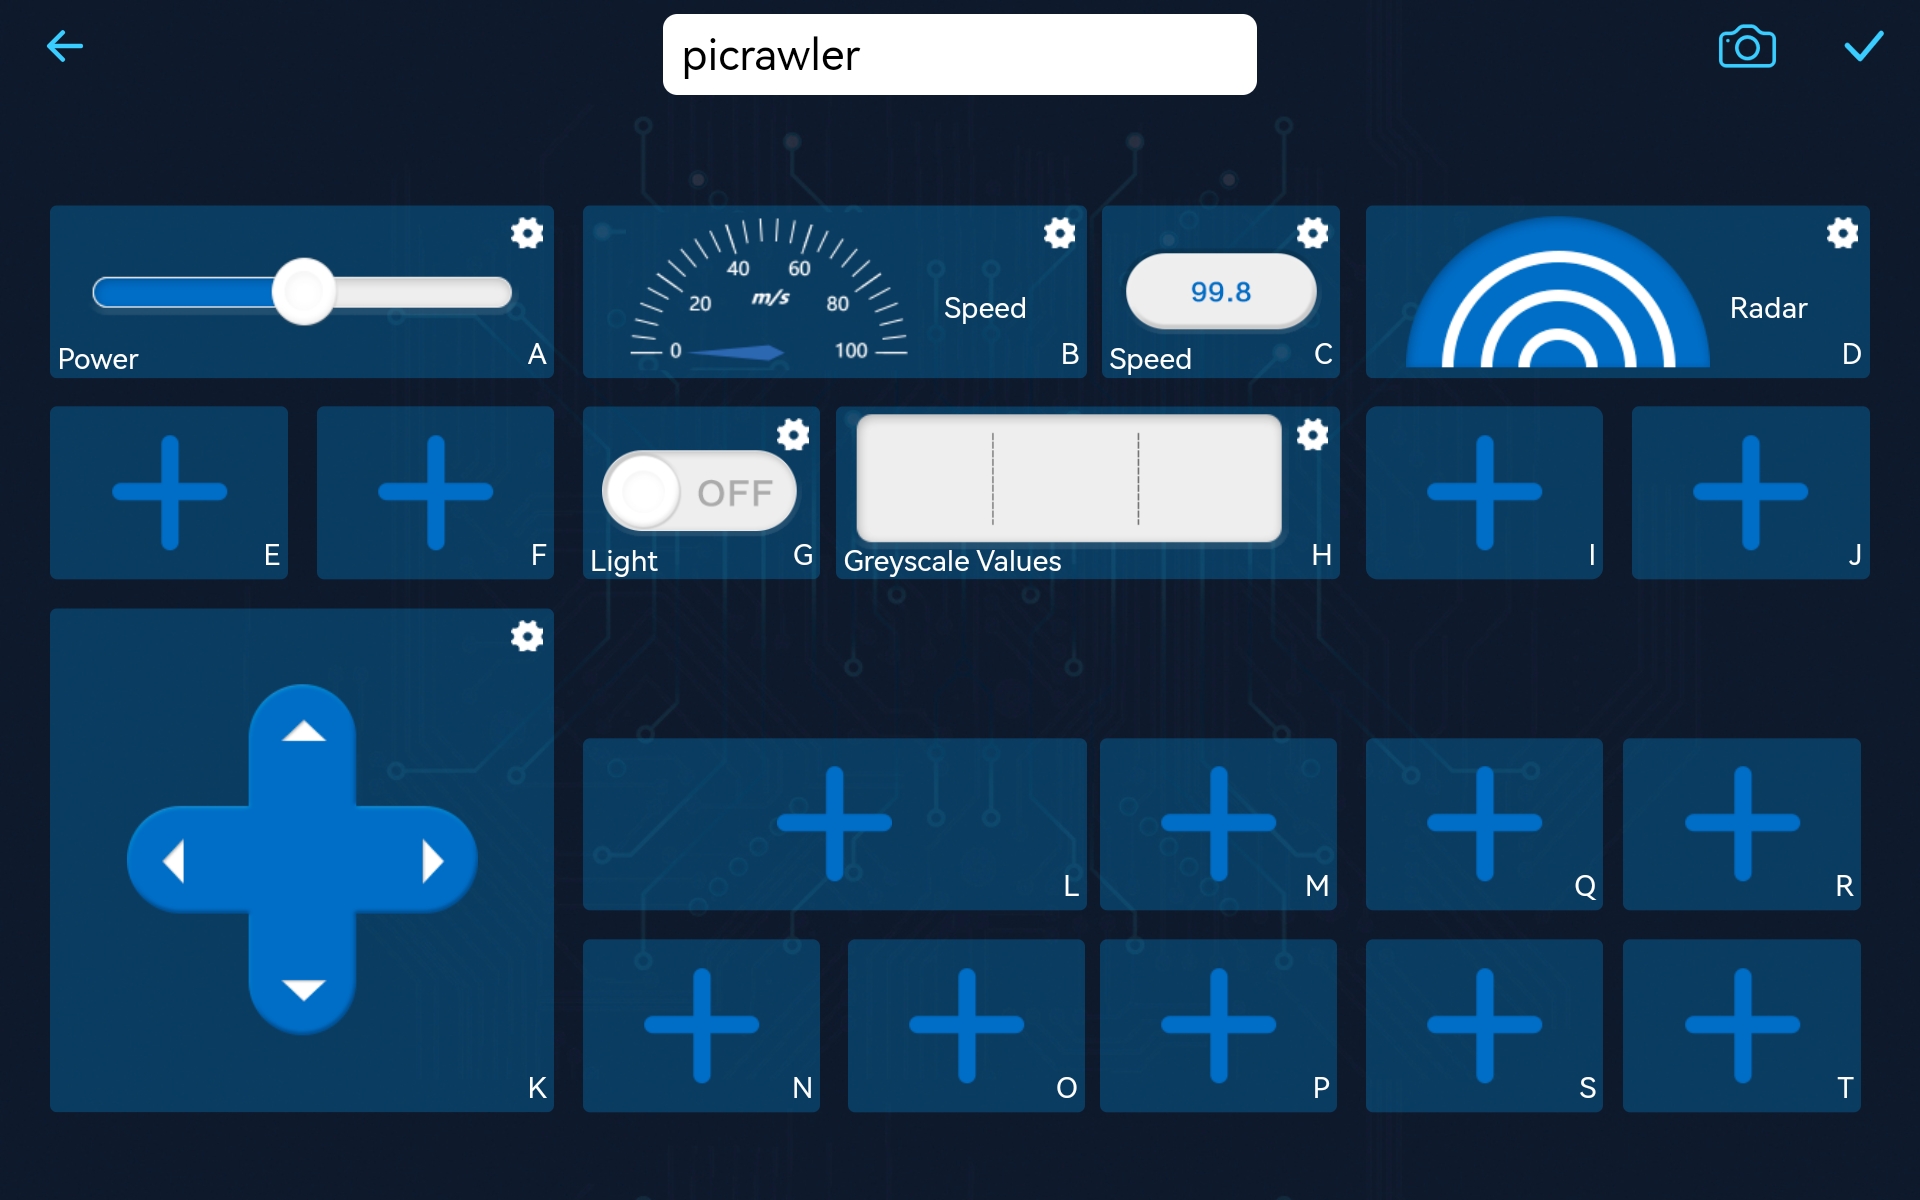 picrawler
Power
A
0
20
40
60
80
100
m/s
Speed
B
99.8
Speed
C
Radar
D
E
F
OFF
Light
G
Greyscale Values
H
I
J
K
L
M
Q
R
N
O
P
S
T